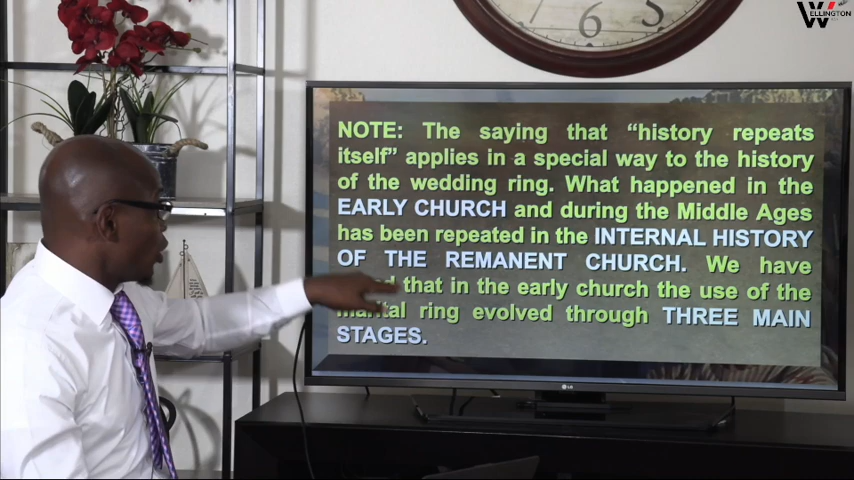 WELLINGTON
6
5
NOTE: The saying that “history repeats
itself” applies in a special way to the history
of the wedding ring. What happened in the
EARLY CHURCH and during the Middle Ages
has been repeated in the INTERNAL HISTORY
OF THE REMANENT CHURCH. We have
that in the early church the use of the
marital ring evolved through THREE MAIN
STAGES.
LG